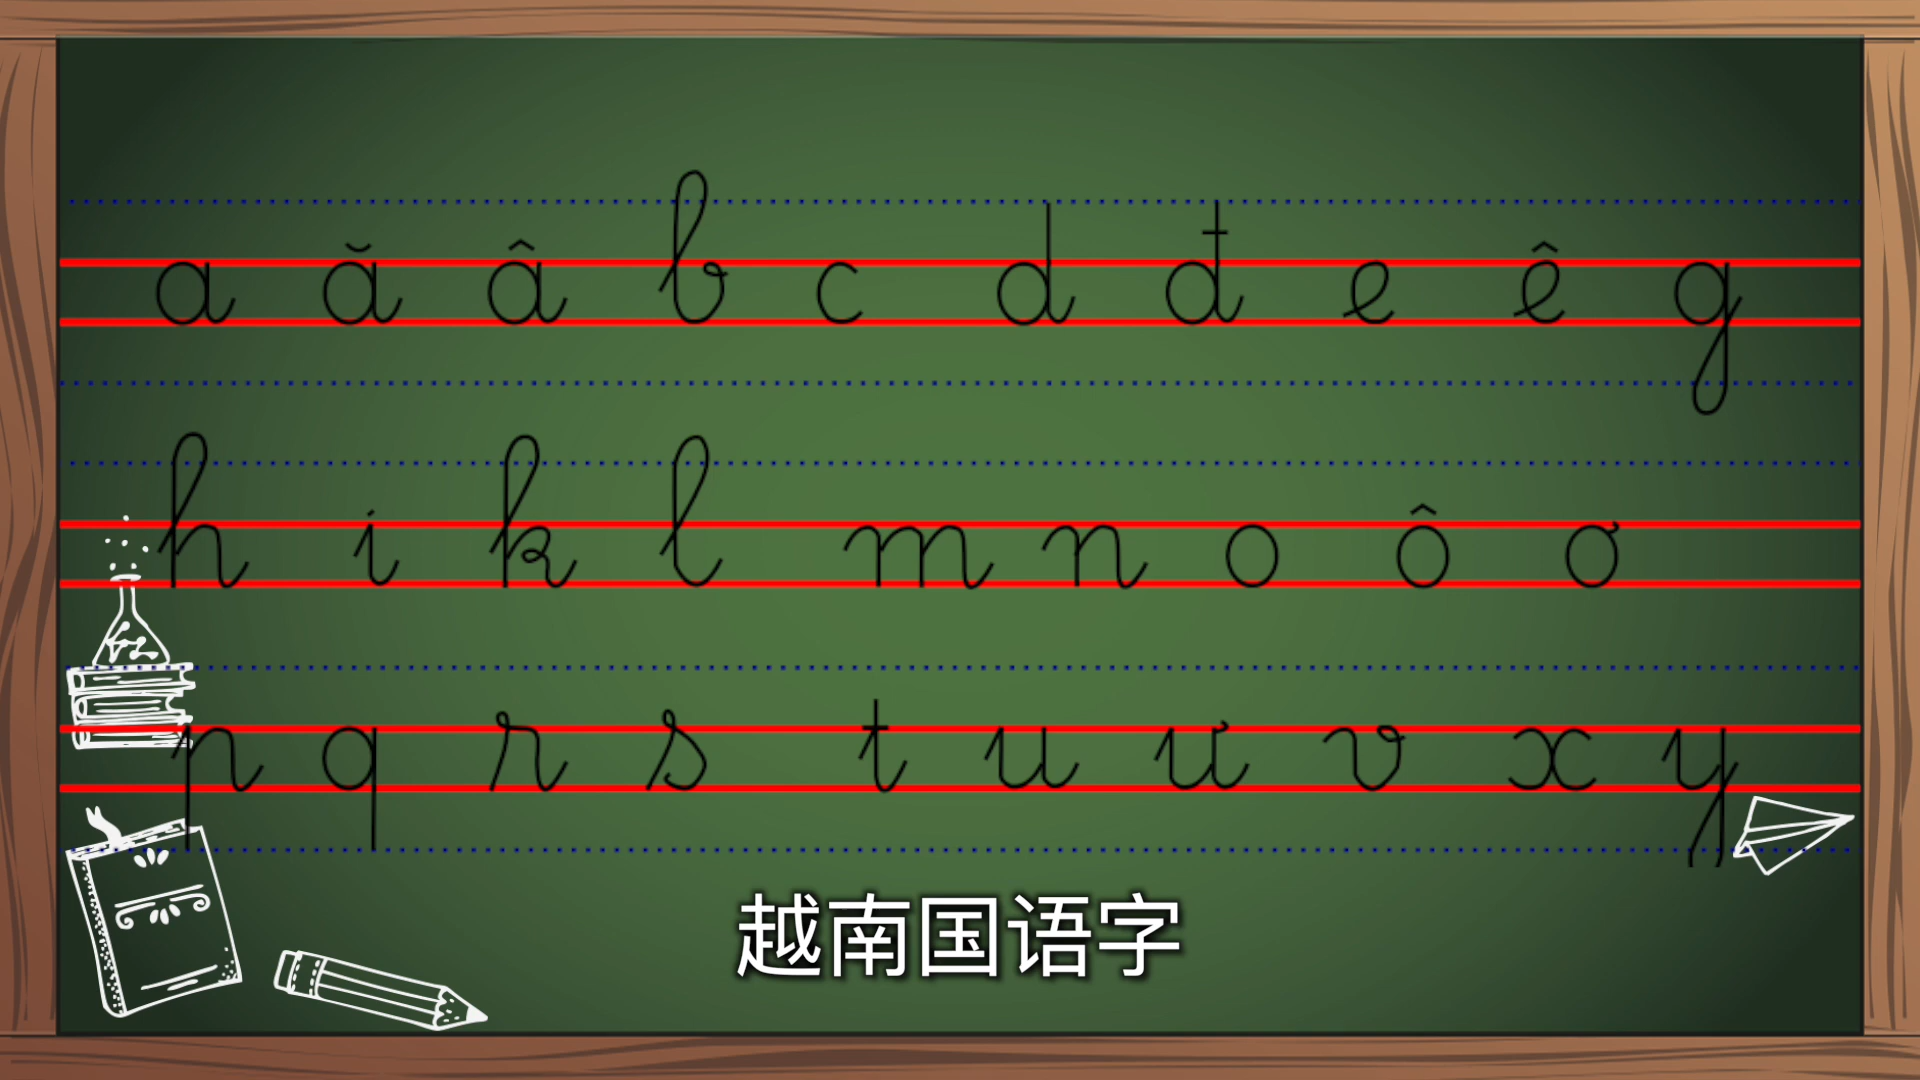 a ă â b c d đ e ê g
h i k l m n o ô ơ
p q r s t u ư v x y
越南国语字